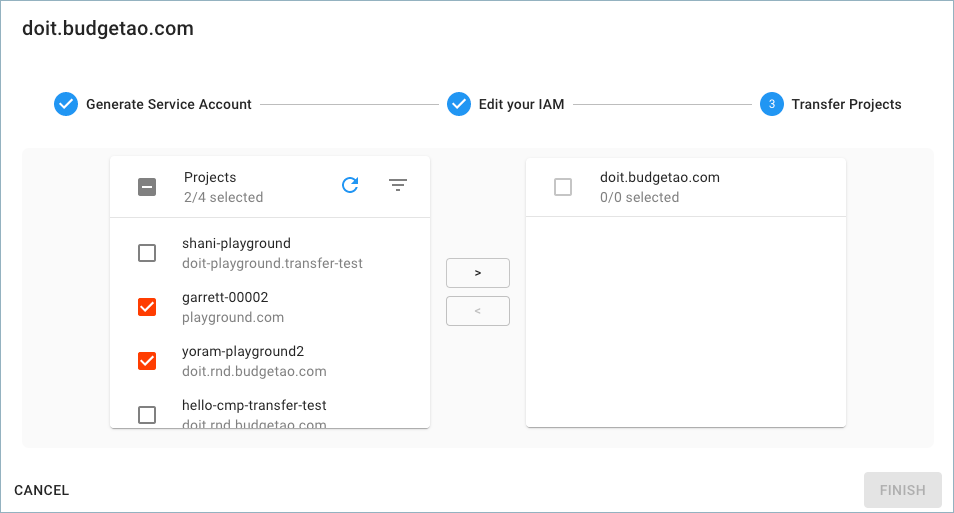 doit.budgetao.com
Generate Service Account
Edit your IAM
3
Transfer Projects
Projects
2/4 selected
shani-playground
doit-playground.transfer-test
garrett-00002
playground.com
yoram-playground2
doit.rnd.budgetao.com
hello-cmp-transfer-test
doit.rnd.budgetao.com
>
<
doit.budgetao.com
0/0 selected
CANCEL
FINISH